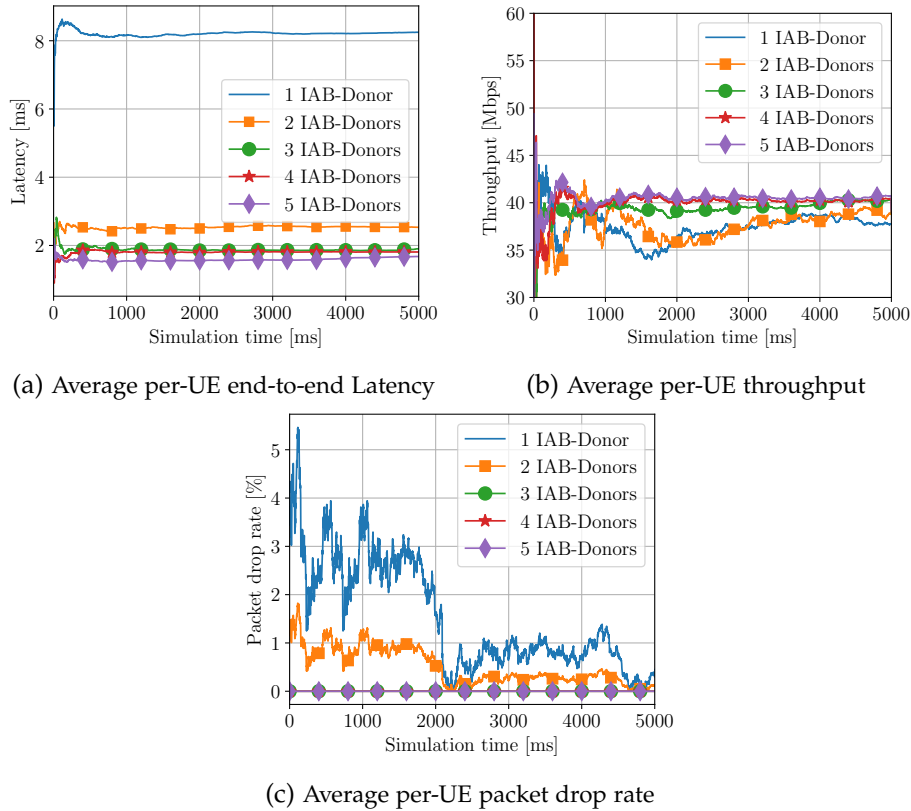 8
6
4
2
Latency [ms]
1 IAB-Donor
2 IAB-Donors
3 IAB-Donors
4 IAB-Donors
5 IAB-Donors
0 1000 2000 3000 4000 5000
Simulation time [ms]
(a) Average per-UE end-to-end Latency
60
55
50
45
40
35
30
Throughput [Mbps]
1 IAB-Donor
2 IAB-Donors
3 IAB-Donors
4 IAB-Donors
5 IAB-Donors
0 1000 2000 3000 4000 5000
Simulation time [ms]
(b) Average per-UE throughput
5
4
3
2
1
0
Packet drop rate [%]
1 IAB-Donor
2 IAB-Donors
3 IAB-Donors
4 IAB-Donors
5 IAB-Donors
0 1000 2000 3000 4000 5000
Simulation time [ms]
(c) Average per-UE packet drop rate